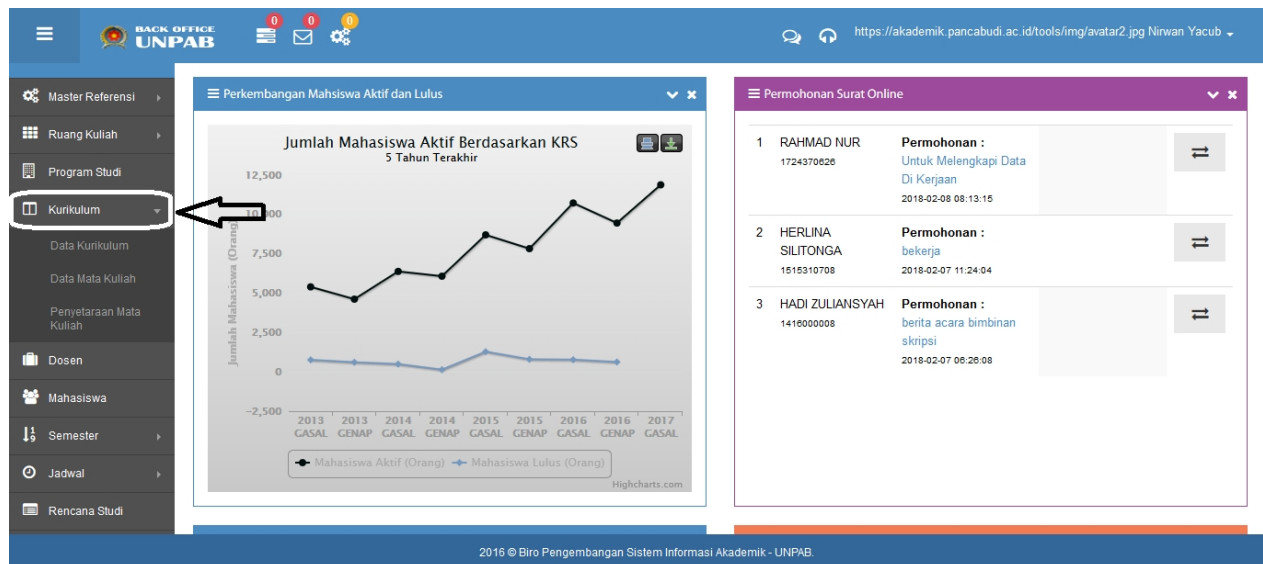 BACK OFFICE
UNPAB
0
0
0
https://akademik.pancabudi.ac.id/tools/img/avatar2.jpg Nirwan Yacub
Master Referensi
Ruang Kuliah
Program Studi
Kurikulum
Data Kurikulum
Data Mata Kuliah
Penyetaraan Mata
Kuliah
Dosen
Mahasiswa
Semester
Jadwal
Rencana Studi
Perkembangan Mahsiswa Aktif dan Lulus
Jumlah Mahasiswa Aktif Berdasarkan KRS
5 Tahun Terakhir
Jumlah Mahasiswa (Orang)
12,500
10,000
7,500
5,000
2,500
0
-2,500
2013 2013 2014 2014 2015 2015 2016 2016 2017
GASAL GENAP GASAL GENAP GASAL GENAP GASAL GENAP GASAL
Mahasiswa Aktif (Orang) Mahasiswa Lulus (Orang)
Highcharts.com
Permohonan Surat Online
1 RAHMAD NUR Permohonan :
1724370626 Untuk Melengkapi Data
Di Kerjaan
2018-02-08 08:13:15
2 HERLINA Permohonan :
SILITONGA bekerja
1515310708 2018-02-07 11:24:04
3 HADI ZULIANSYAH Permohonan :
1416000008 berita acara bimbinan
skripsi
2018-02-07 06:26:08
2016 © Biro Pengembangan Sistem Informasi Akademik - UNPAB.